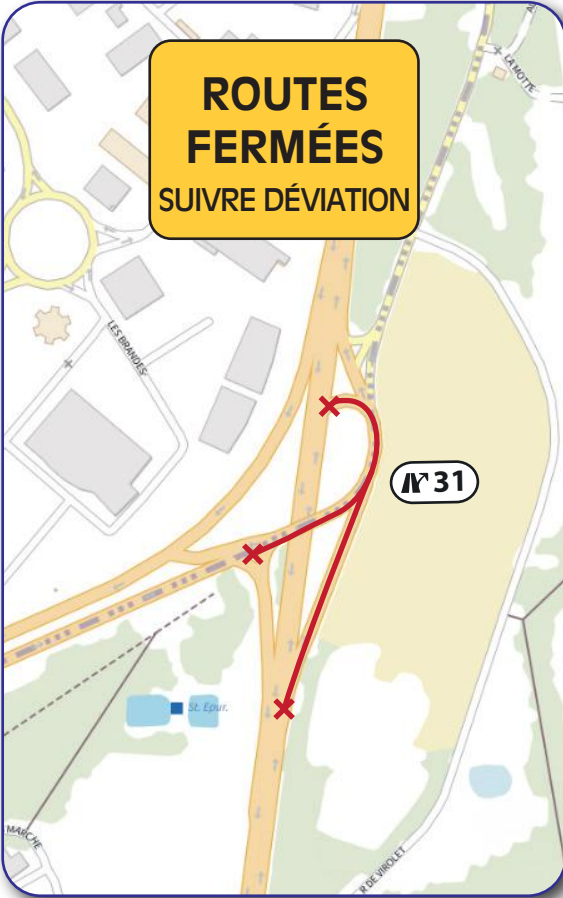 ROUTES
FERMÉES
SUIVRE DÉVIATION
LA MOTTE
LES BRANDES
31
St. Epur.
MARCHE
R DE VIROLET